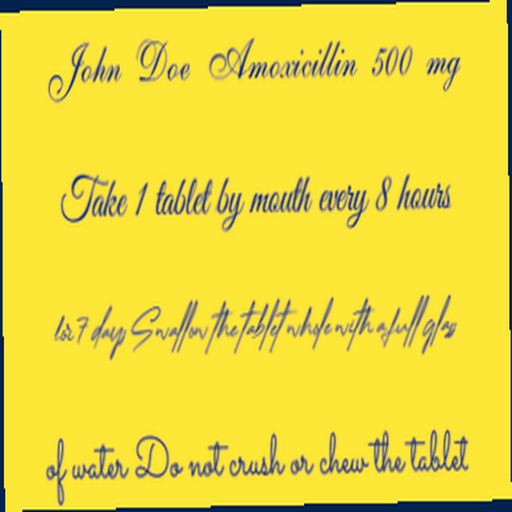 John Doe Amoxicillin 500 mg
Take 1 tablet by mouth every 8 hours
for 7 days Swallow the tablet whole with a full glass
of water Do not crush or chew the tablet